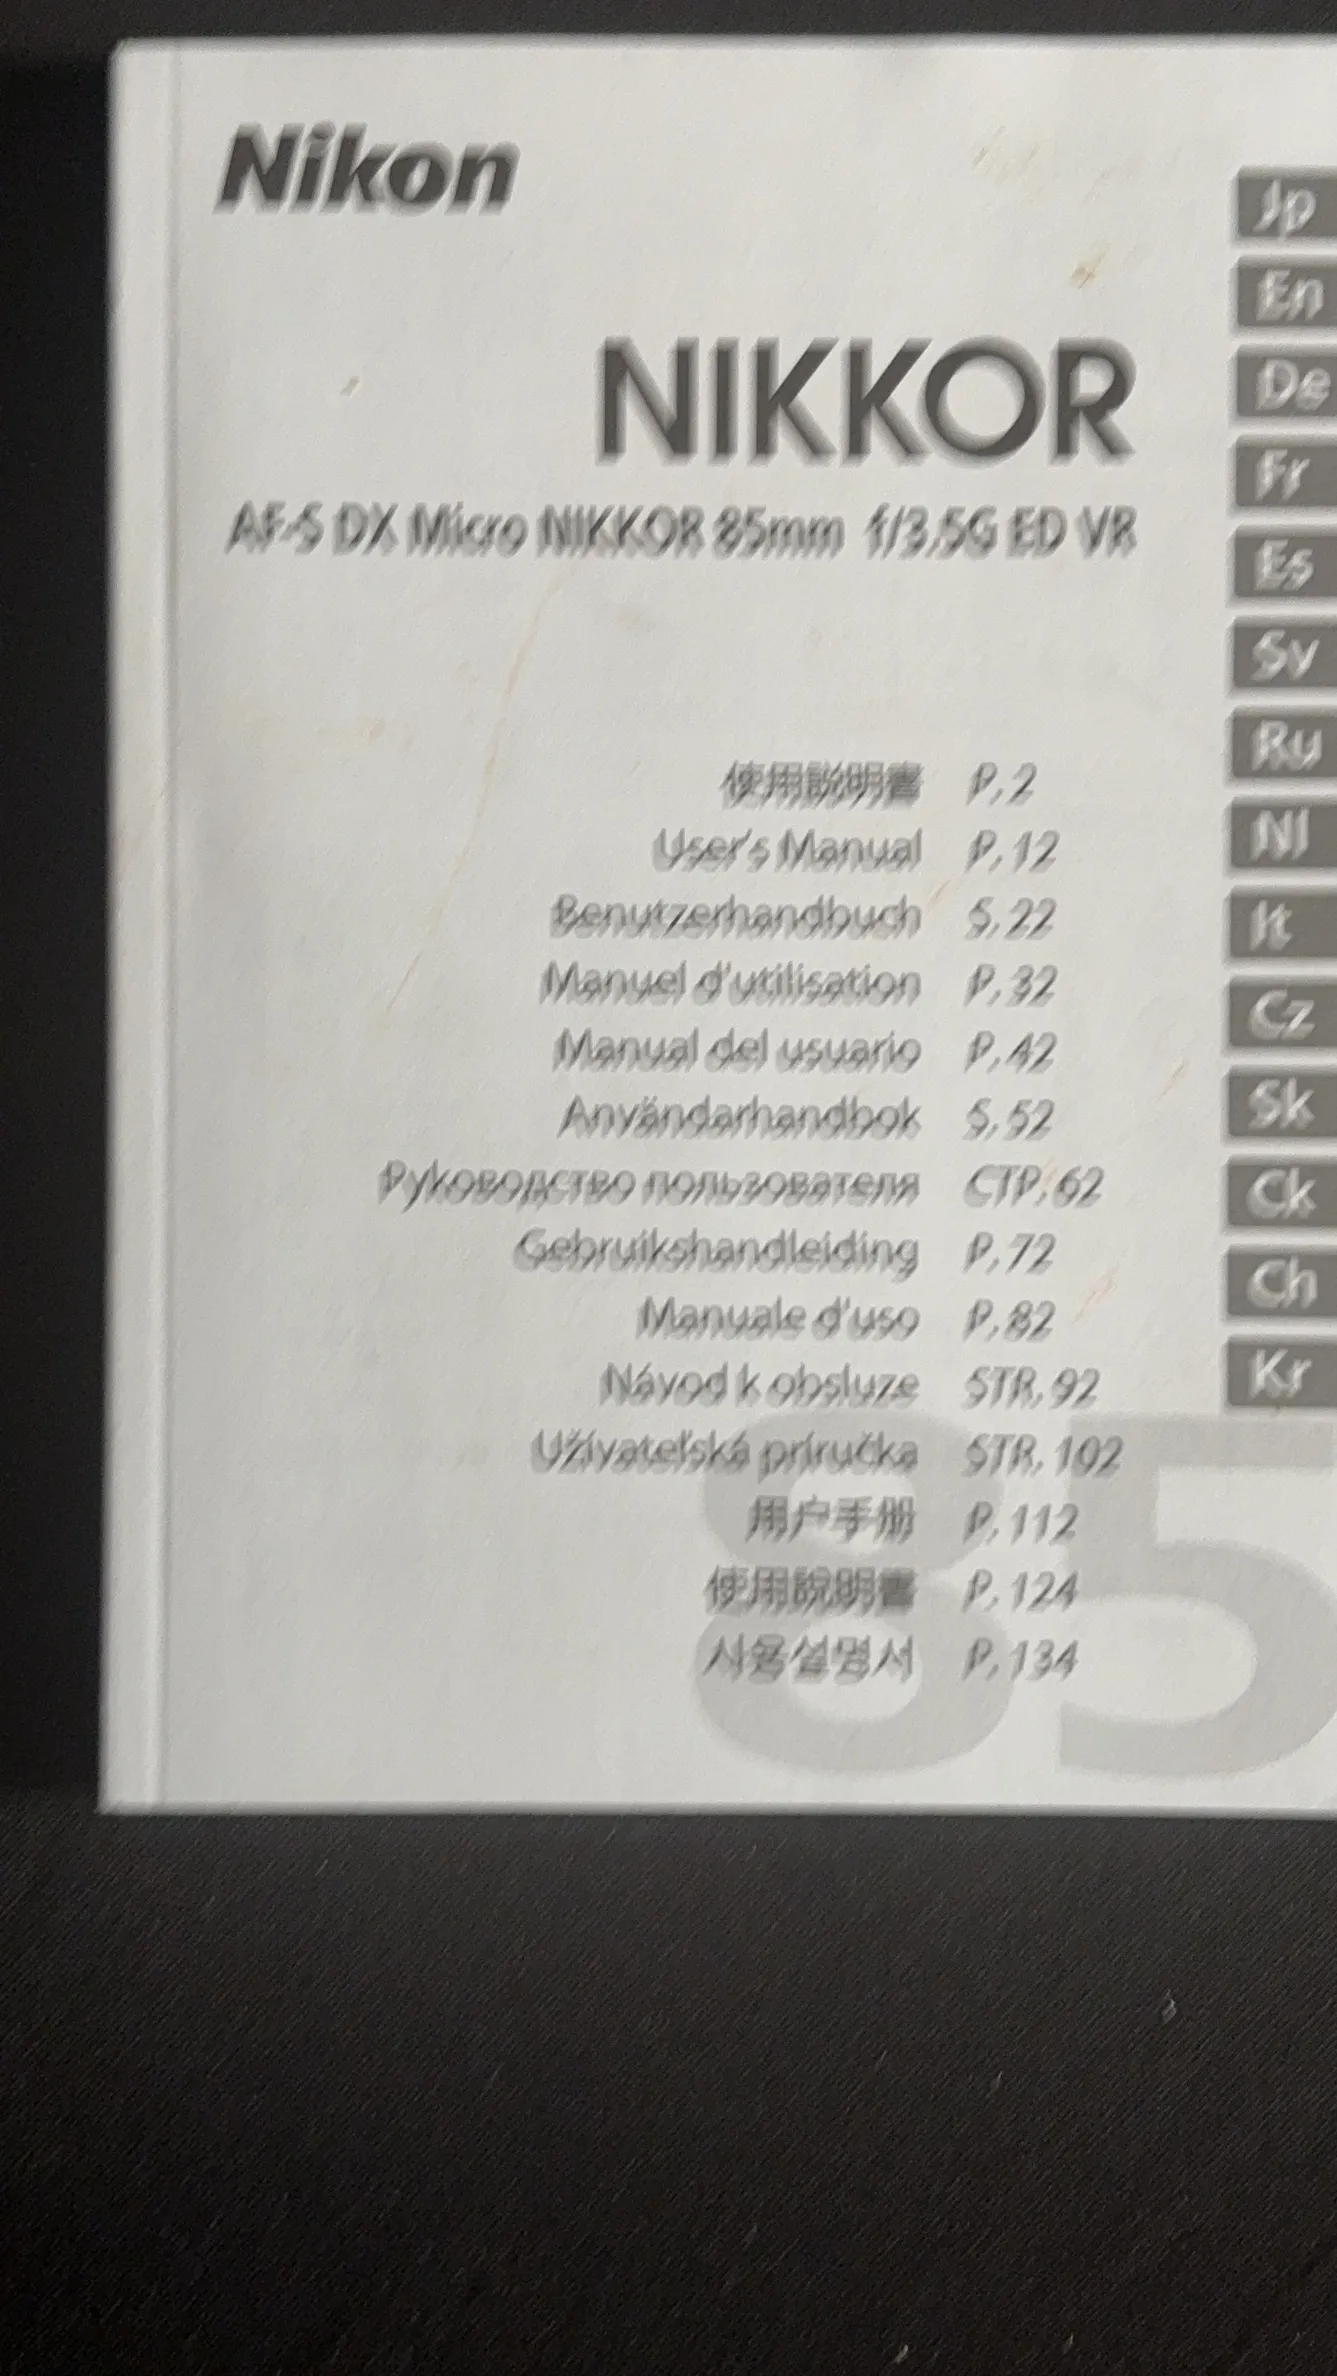 Nikon
NIKKOR
AF-S DX Micro NIKKOR 85mm f/3.5G ED VR
使用説明書 P. 2
User's Manual P. 12
Benutzerhandbuch S. 22
Manuel d'utilisation P. 32
Manual del usuario P. 42
Användarhandbok S. 52
Руководство пользователя СТР. 62
Gebruikshandleiding P. 72
Manuale d'uso P. 82
Návod k obsluze STR. 92
Užívateľská príručka STR. 102
用户手册 P. 112
使用說明書 P. 124
사용설명서 P. 134
85
Jp
En
De
Fr
Es
Sv
Ru
Nl
It
Cz
Sk
Ck
Ch
Kr